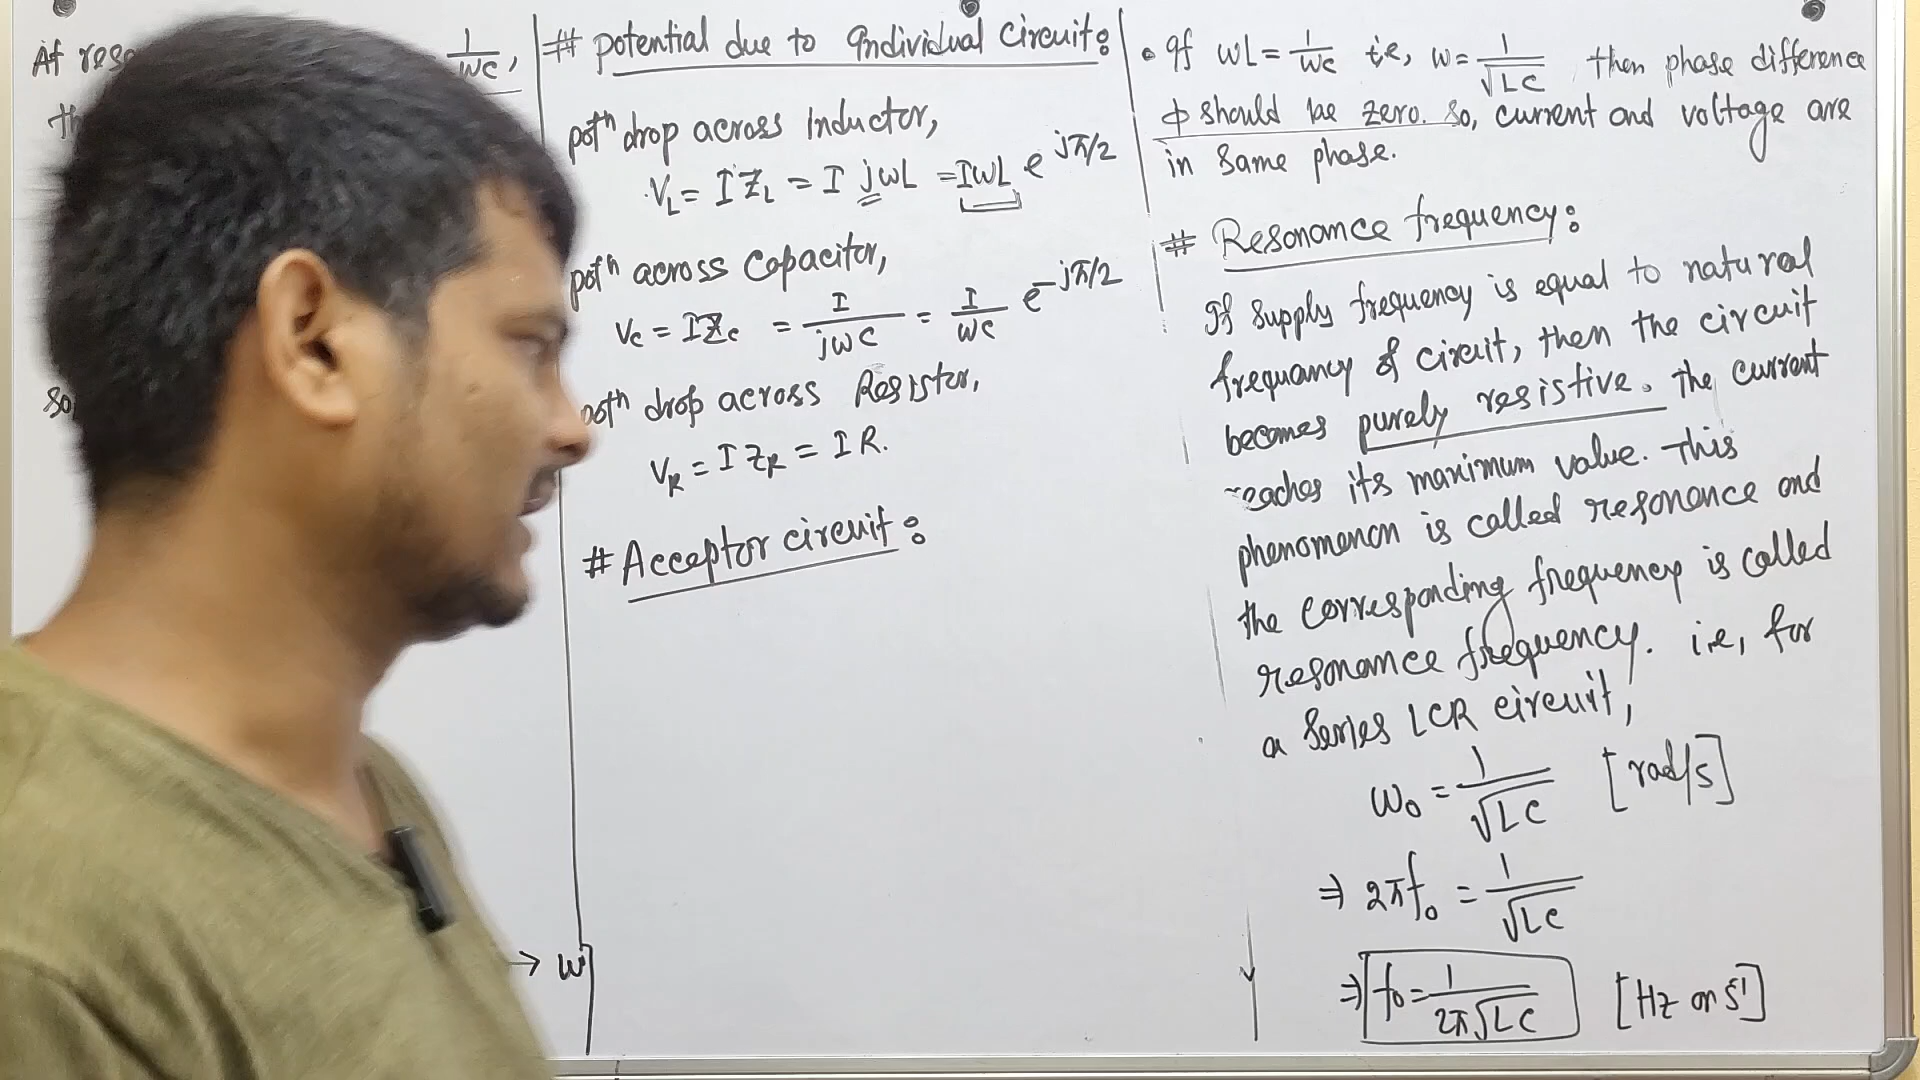 At reso
1/ωc,
th
so
→ ω
# potential due to Individual Circuit:
potⁿ drop across Inductor,
V_L = I Z_L = I jωL = IωL e^{jπ/2}
potⁿ across Capacitor,
V_c = I Z_c = I/jωC = I/ωC e^{-jπ/2}
potⁿ drop across Resistor,
V_R = I Z_R = I R.
# Acceptor circuit:
• If ωL = 1/ωc i.e, ω = 1/√LC then phase difference
φ should be zero. So, current and voltage are
in same phase.
# Resonance frequency:
If supply frequency is equal to natural
frequency of circuit, then the circuit
becomes purely resistive. The current
reaches its maximum value. This
phenomenon is called resonance and
the corresponding frequency is called
resonance frequency. i.e, for
a Series LCR circuit,
ω₀ = 1/√LC [rad/s]
⇒ 2πf₀ = 1/√LC
⇒ f₀ = 1/2π√LC [Hz or s⁻¹]